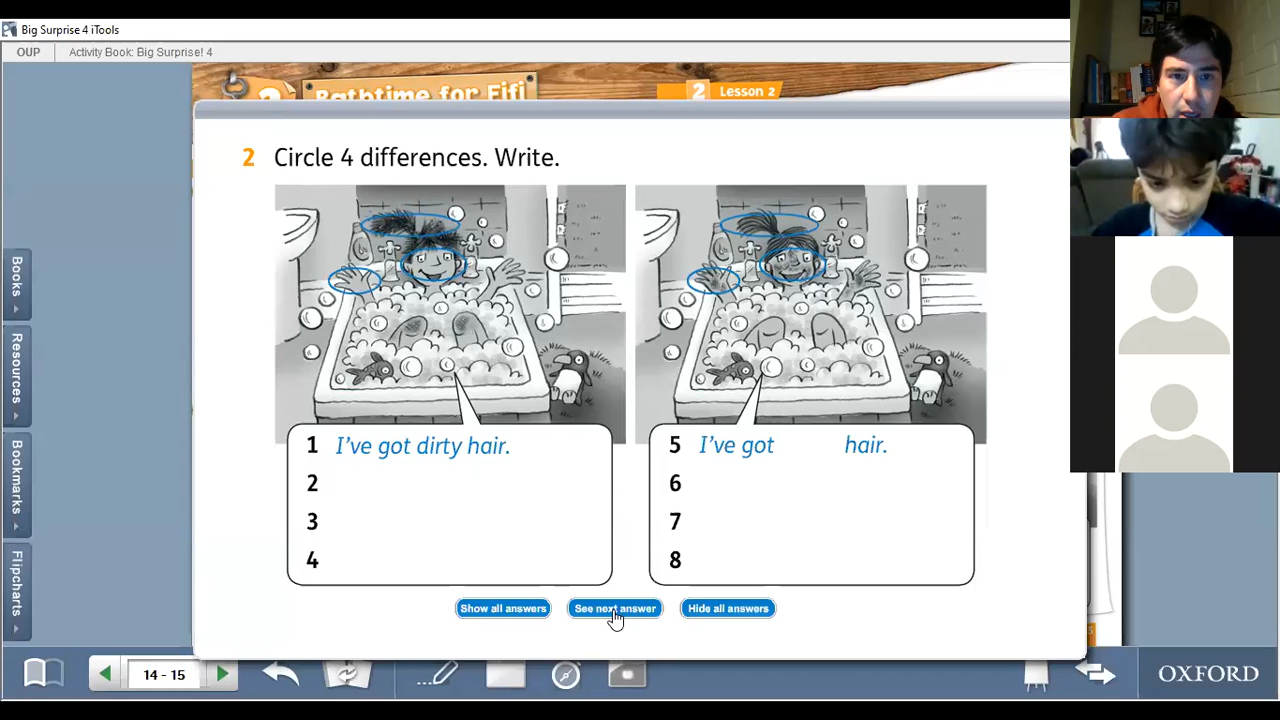 Big Surprise 4 iTools
OUP Activity Book: Big Surprise! 4
Bathtime for Fifi
2 Lesson 2
2 Circle 4 differences. Write.
1 I've got dirty hair.
2
3
4
5 I've got hair.
6
7
8
Show all answers See next answer Hide all answers
Books
Resources
Bookmarks
Flipcharts
14 - 15
OXFORD